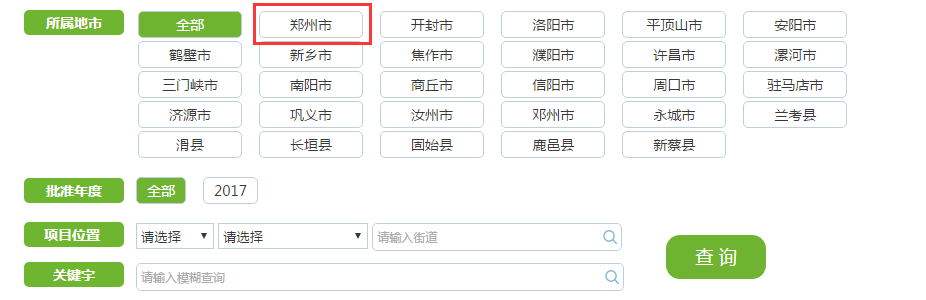 所属地市 全部 郑州市 开封市 洛阳市 平顶山市 安阳市
鹤壁市 新乡市 焦作市 濮阳市 许昌市 漯河市
三门峡市 南阳市 商丘市 信阳市 周口市 驻马店市
济源市 巩义市 汝州市 邓州市 永城市 兰考县
滑县 长垣县 固始县 鹿邑县 新蔡县
批准年度 全部 2017
项目位置 请选择 请选择 请输入街道
查询
关键字 请输入模糊查询